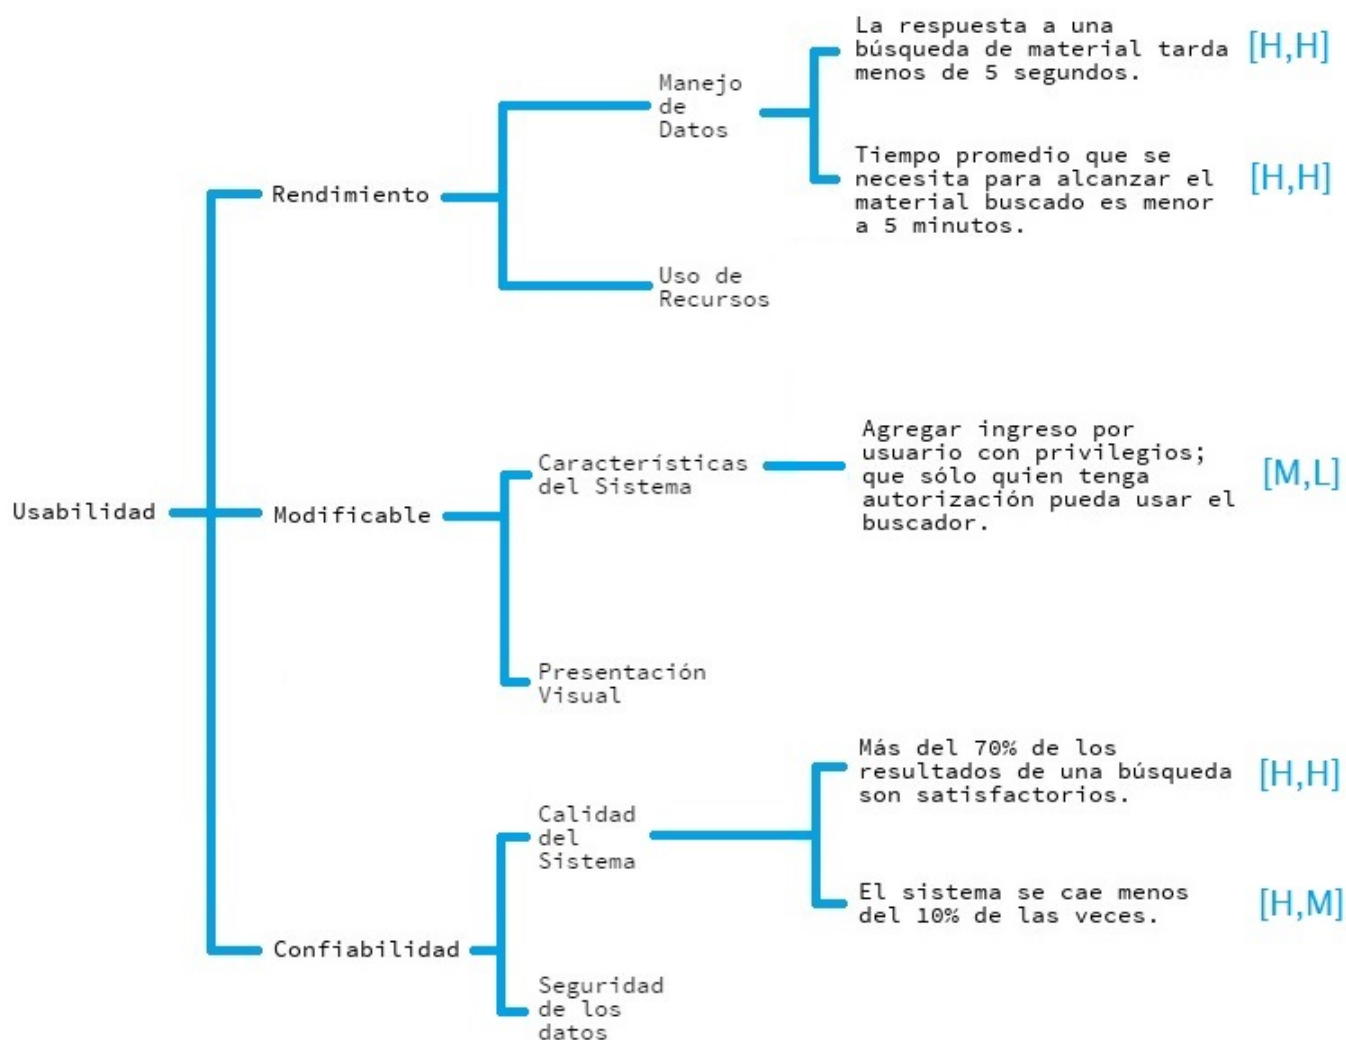 Usabilidad
Rendimiento
Manejo
de
Datos
La respuesta a una
búsqueda de material tarda
menos de 5 segundos.
[H,H]
Tiempo promedio que se
necesita para alcanzar el
material buscado es menor
a 5 minutos.
[H,H]
Uso de
Recursos
Modificable
Características
del Sistema
Agregar ingreso por
usuario con privilegios;
que sólo quien tenga
autorización pueda usar el
buscador.
[M,L]
Presentación
Visual
Confiabilidad
Calidad
del
Sistema
Más del 70% de los
resultados de una búsqueda
son satisfactorios.
[H,H]
El sistema se cae menos
del 10% de las veces.
[H,M]
Seguridad
de los
datos